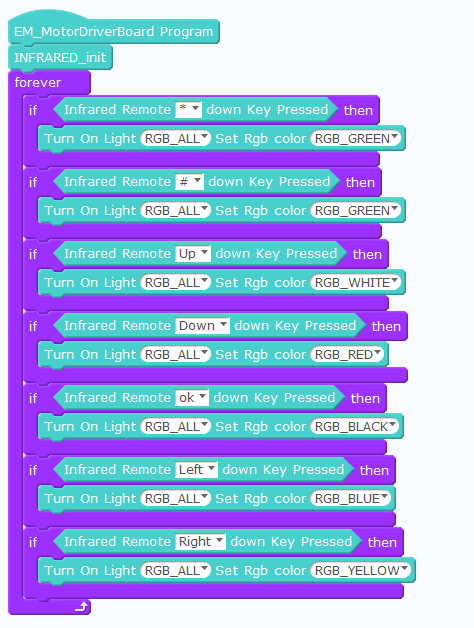 EM_MotorDriverBoard Program
INFRARED_init
forever
if Infrared Remote * down Key Pressed then
Turn On Light RGB_ALL Set Rgb color RGB_GREEN
if Infrared Remote # down Key Pressed then
Turn On Light RGB_ALL Set Rgb color RGB_GREEN
if Infrared Remote Up down Key Pressed then
Turn On Light RGB_ALL Set Rgb color RGB_WHITE
if Infrared Remote Down down Key Pressed then
Turn On Light RGB_ALL Set Rgb color RGB_RED
if Infrared Remote ok down Key Pressed then
Turn On Light RGB_ALL Set Rgb color RGB_BLACK
if Infrared Remote Left down Key Pressed then
Turn On Light RGB_ALL Set Rgb color RGB_BLUE
if Infrared Remote Right down Key Pressed then
Turn On Light RGB_ALL Set Rgb color RGB_YELLOW